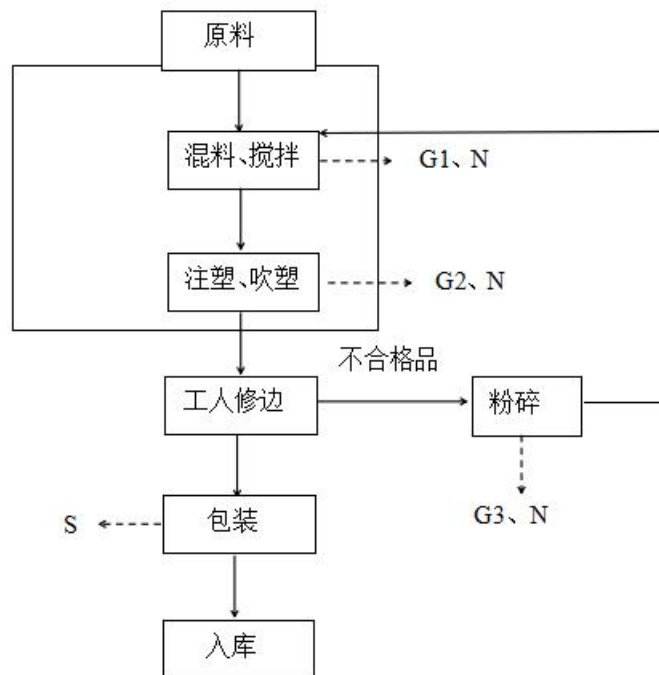 原料
混料、搅拌
G1、N
注塑、吹塑
G2、N
不合格品
工人修边
粉碎
G3、N
S
包装
入库